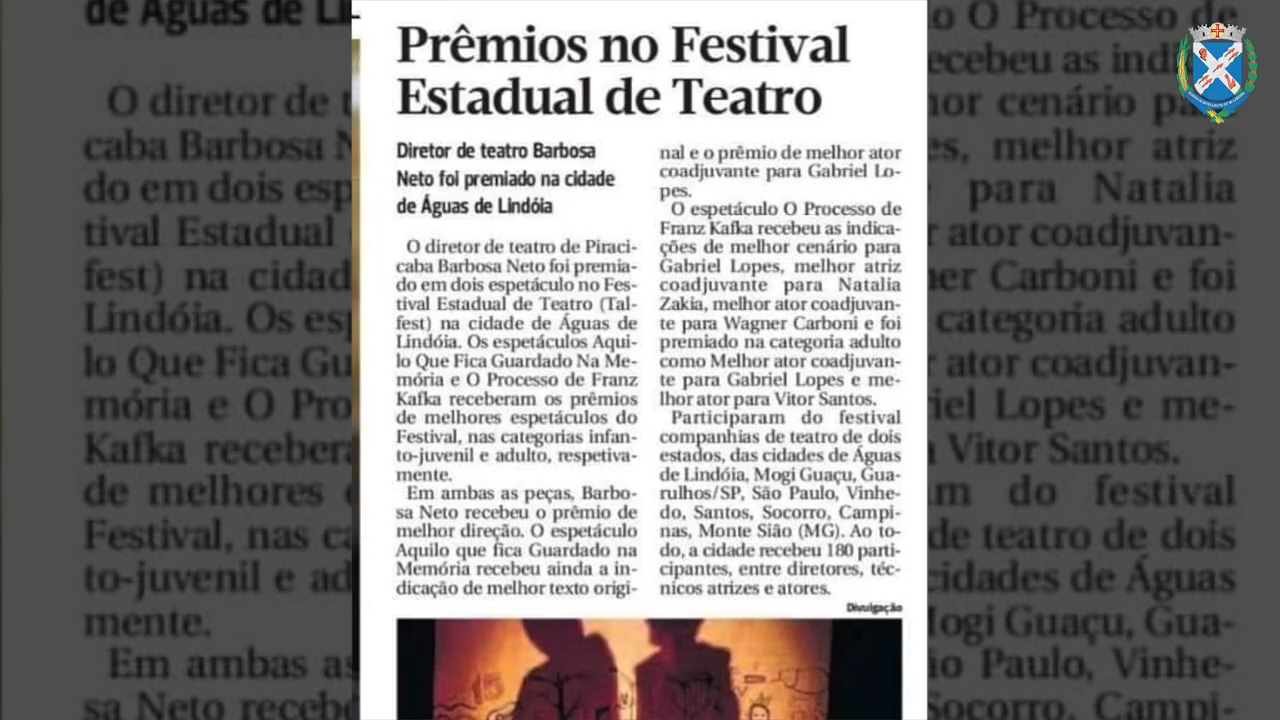 Prêmios no Festival
Estadual de Teatro
Diretor de teatro Barbosa
Neto foi premiado na cidade
de Águas de Lindóia
O diretor de teatro de Piraci-
caba Barbosa Neto foi premia-
do em dois espetáculo no Fes-
tival Estadual de Teatro (Tal-
fest) na cidade de Águas de
Lindóia. Os espetáculos Aqui-
lo Que Fica Guardado Na Me-
mória e O Processo de Franz
Kafka receberam os prêmios
de melhores espetáculos do
Festival, nas categorias infan-
to-juvenil e adulto, respetiva-
mente.
Em ambas as peças, Barbo-
sa Neto recebeu o prêmio de
melhor direção. O espetáculo
Aquilo que fica Guardado na
Memória recebeu ainda a in-
dicação de melhor texto origi-
nal e o prêmio de melhor ator
coadjuvante para Gabriel Lo-
pes.
O espetáculo O Processo de
Franz Kafka recebeu as indica-
ções de melhor cenário para
Gabriel Lopes, melhor atriz
coadjuvante para Natalia
Zakia, melhor ator coadjuvan-
te para Wagner Carboni e foi
premiado na categoria adulto
como Melhor ator coadjuvan-
te para Gabriel Lopes e me-
lhor ator para Vitor Santos.
Participaram do festival
companhias de teatro de dois
estados, das cidades de Águas
de Lindóia, Mogi Guaçu, Gua-
rulhos/SP, São Paulo, Vinhe-
do, Santos, Socorro, Campi-
nas, Monte Sião (MG). Ao to-
do, a cidade recebeu 180 parti-
cipantes, entre diretores, téc-
nicos atrizes e atores.
Divulgação